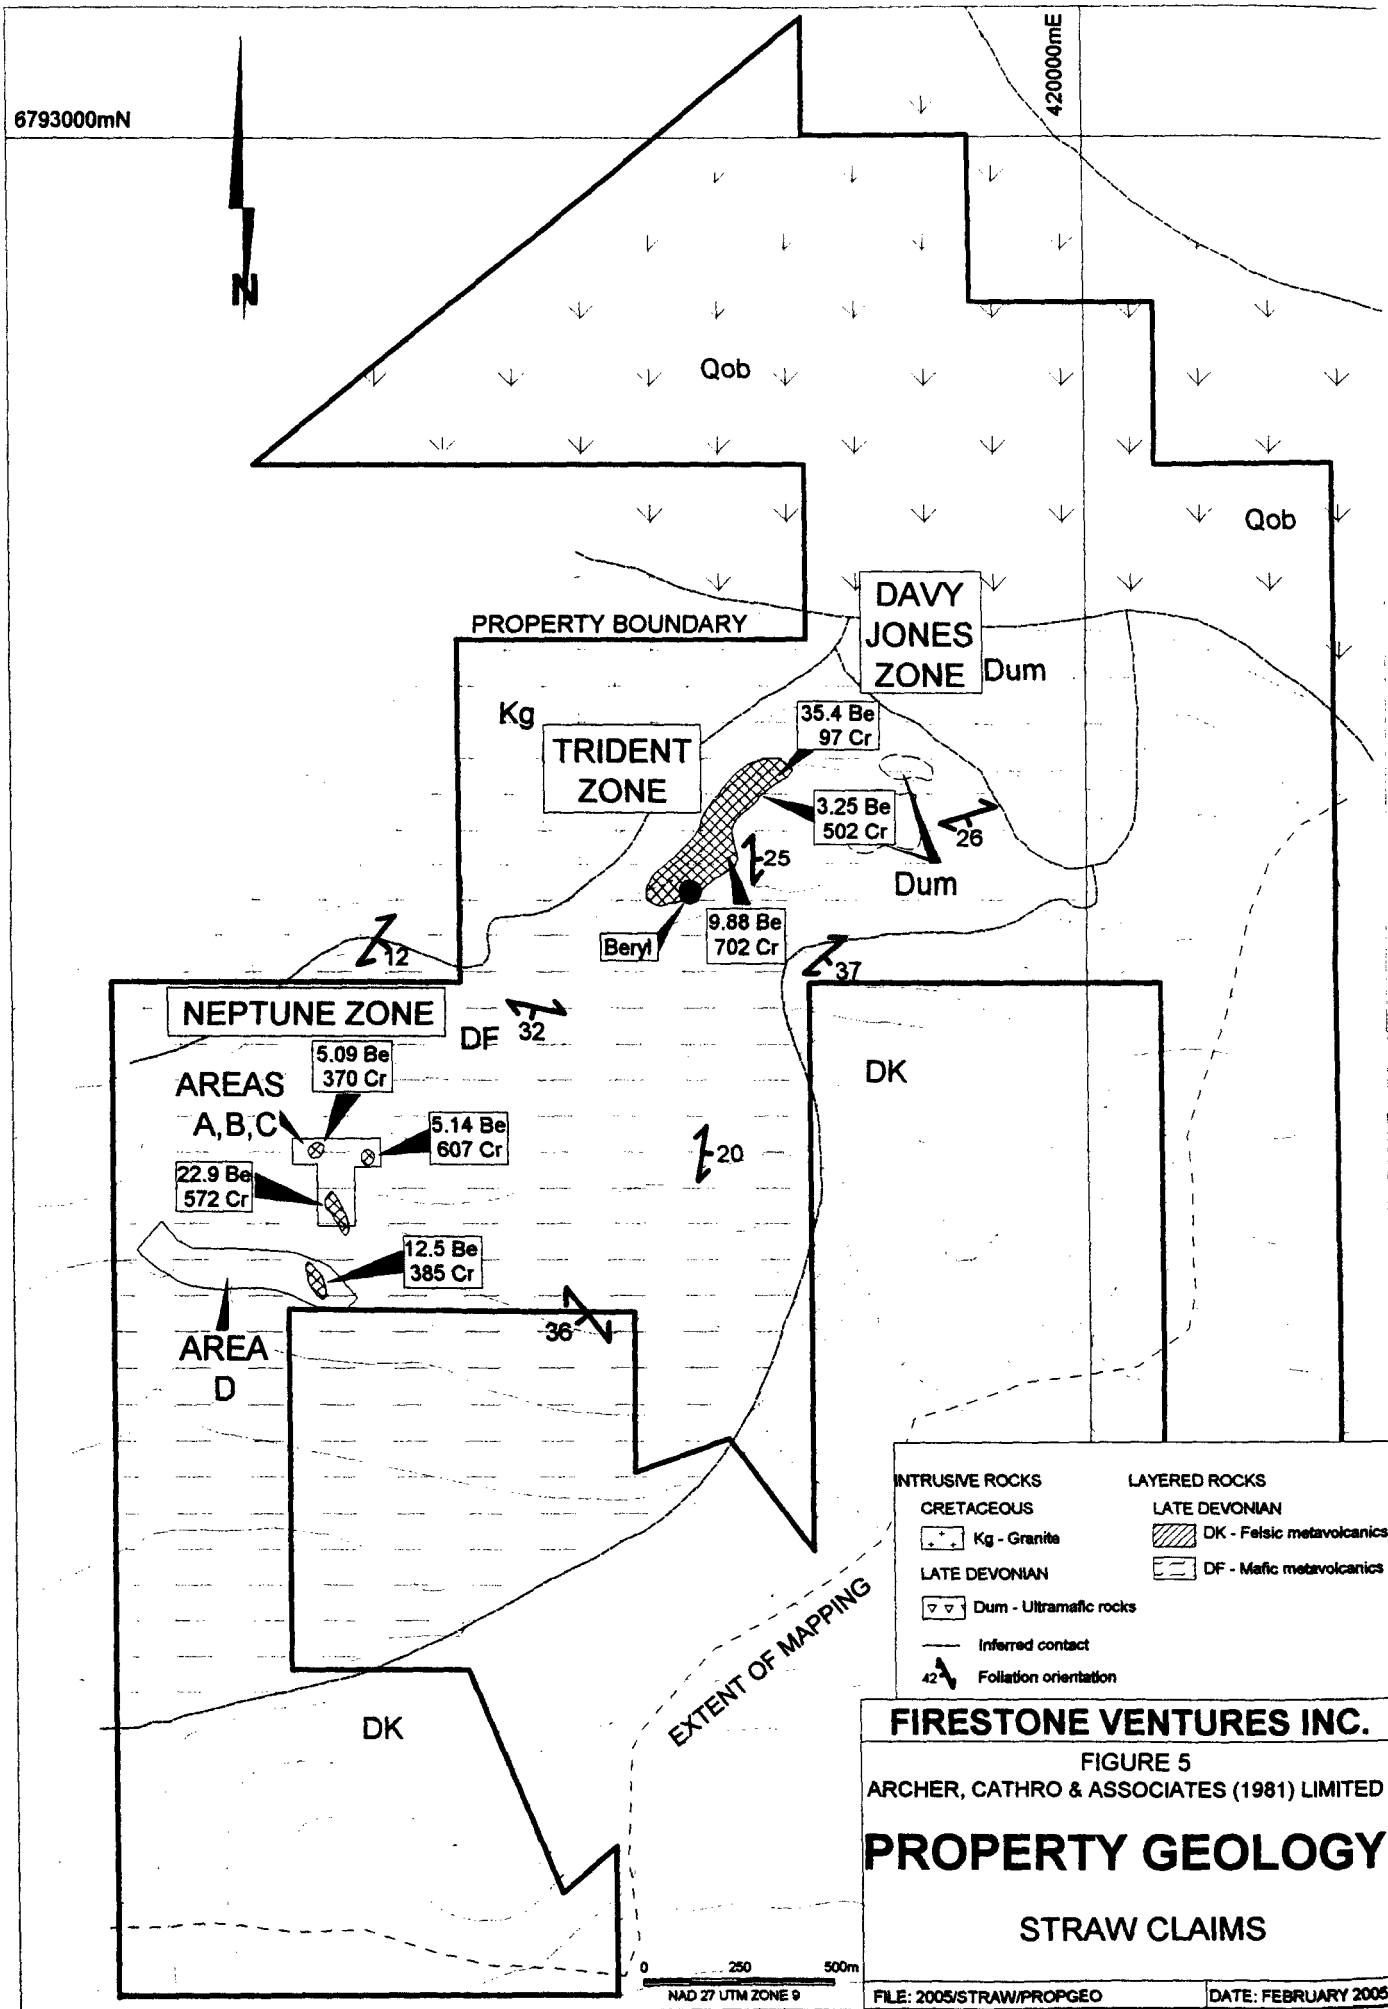 420000mE
6793000mN
N
Qob
Qob
DAVY
JONES
ZONE
Dum
PROPERTY BOUNDARY
Kg
TRIDENT
ZONE
35.4 Be
97 Cr
3.25 Be
502 Cr
26
25
Dum
9.88 Be
702 Cr
Beryl
12
37
NEPTUNE ZONE
DF
32
5.09 Be
370 Cr
DK
AREAS
A,B,C
5.14 Be
607 Cr
20
22.9 Be
572 Cr
12.5 Be
385 Cr
36
AREA
D
DK
EXTENT OF MAPPING
INTRUSIVE ROCKS
CRETACEOUS
Kg - Granite
LATE DEVONIAN
Dum - Ultramafic rocks
Inferred contact
42 Foliation orientation
LAYERED ROCKS
LATE DEVONIAN
DK - Felsic metavolcanics
DF - Mafic metavolcanics
FIRESTONE VENTURES INC.
FIGURE 5
ARCHER, CATHRO & ASSOCIATES (1981) LIMITED
PROPERTY GEOLOGY
STRAW CLAIMS
0 250 500m
NAD 27 UTM ZONE 9
FILE: 2005/STRAW/PROPGEO DATE: FEBRUARY 2005